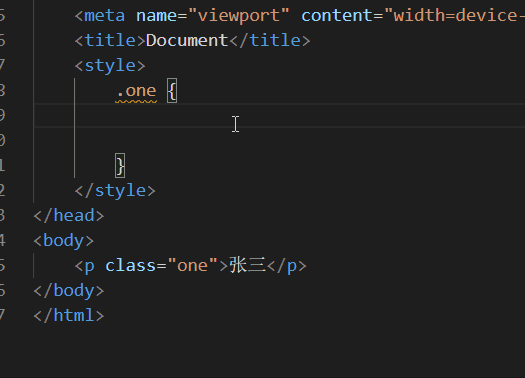 5 <meta name="viewport" content="width=device-
6 <title>Document</title>
7 <style>
8 .one {
9
0
1 }
2 </style>
3 </head>
4 <body>
5 <p class="one">张三</p>
6 </body>
7 </html>